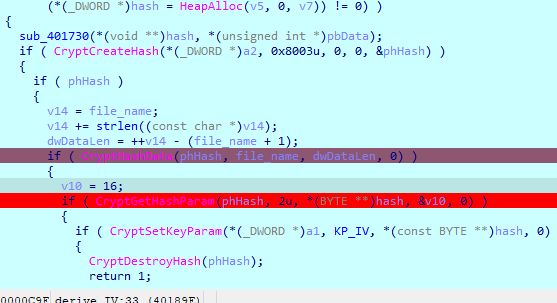 (*(_DWORD *)hash = HeapAlloc(v5, 0, v7)) != 0) )
{
sub_401730(*(void **)hash, *(unsigned int *)pbData);
if ( CryptCreateHash(*(_DWORD *)a2, 0x8003u, 0, 0, &phHash) )
{
if ( phHash )
{
v14 = file_name;
v14 += strlen((const char *)v14);
dwDataLen = ++v14 - (file_name + 1);
if ( CryptHashData(phHash, file_name, dwDataLen, 0) )
{
v10 = 16;
if ( CryptGetHashParam(phHash, 2u, *(BYTE **)hash, &v10, 0) )
{
if ( CryptSetKeyParam(*(_DWORD *)a1, KP_IV, *(const BYTE **)hash, 0)
{
CryptDestroyHash(phHash);
return 1;
0000C9F derive_IV:33 (40189F)